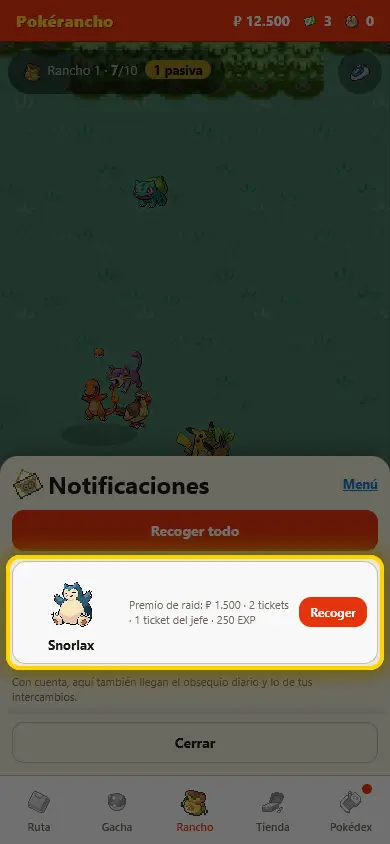 Pokérancho
₽ 12.500
3
0
Rancho 1 · 7/10
1 pasiva
Notificaciones
Menú
Recoger todo
Snorlax
Premio de raid: ₽ 1.500 · 2 tickets
· 1 ticket del jefe · 250 EXP
Recoger
Con cuenta, aquí también llegan el obsequio diario y lo de tus
intercambios.
Cerrar
Ruta
Gacha
Rancho
Tienda
Pokédex